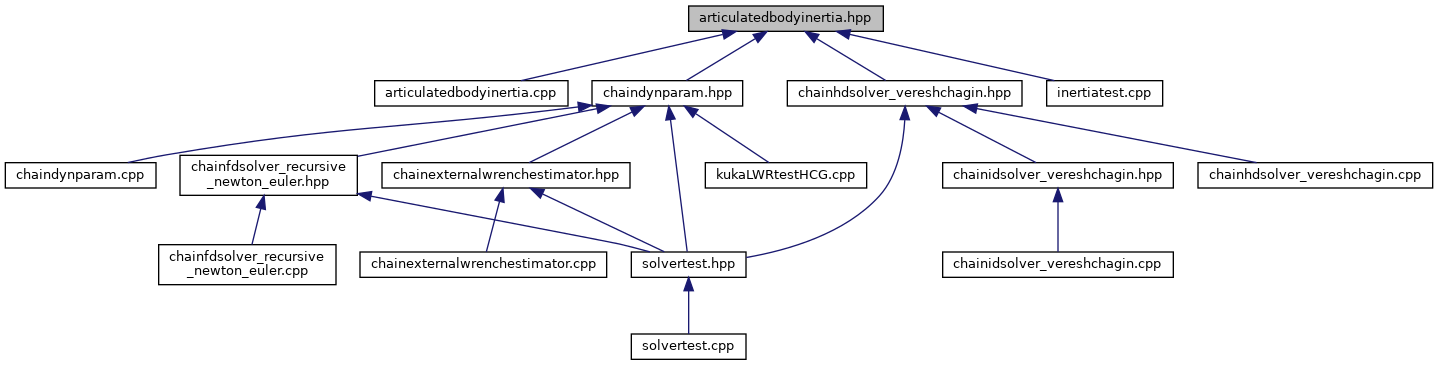 articulatedbodyinertia.hpp
articulatedbodyinertia.cpp
chaindynparam.hpp
chainhdsolver_vereshchagin.hpp
inertiatest.cpp
chaindynparam.cpp
chainfdsolver_recursive
_newton_euler.hpp
chainexternalwrenchestimator.hpp
kukaLWRtestHCG.cpp
chainidsolver_vereshchagin.hpp
chainhdsolver_vereshchagin.cpp
chainfdsolver_recursive
_newton_euler.cpp
chainexternalwrenchestimator.cpp
solvertest.hpp
chainidsolver_vereshchagin.cpp
solvertest.cpp